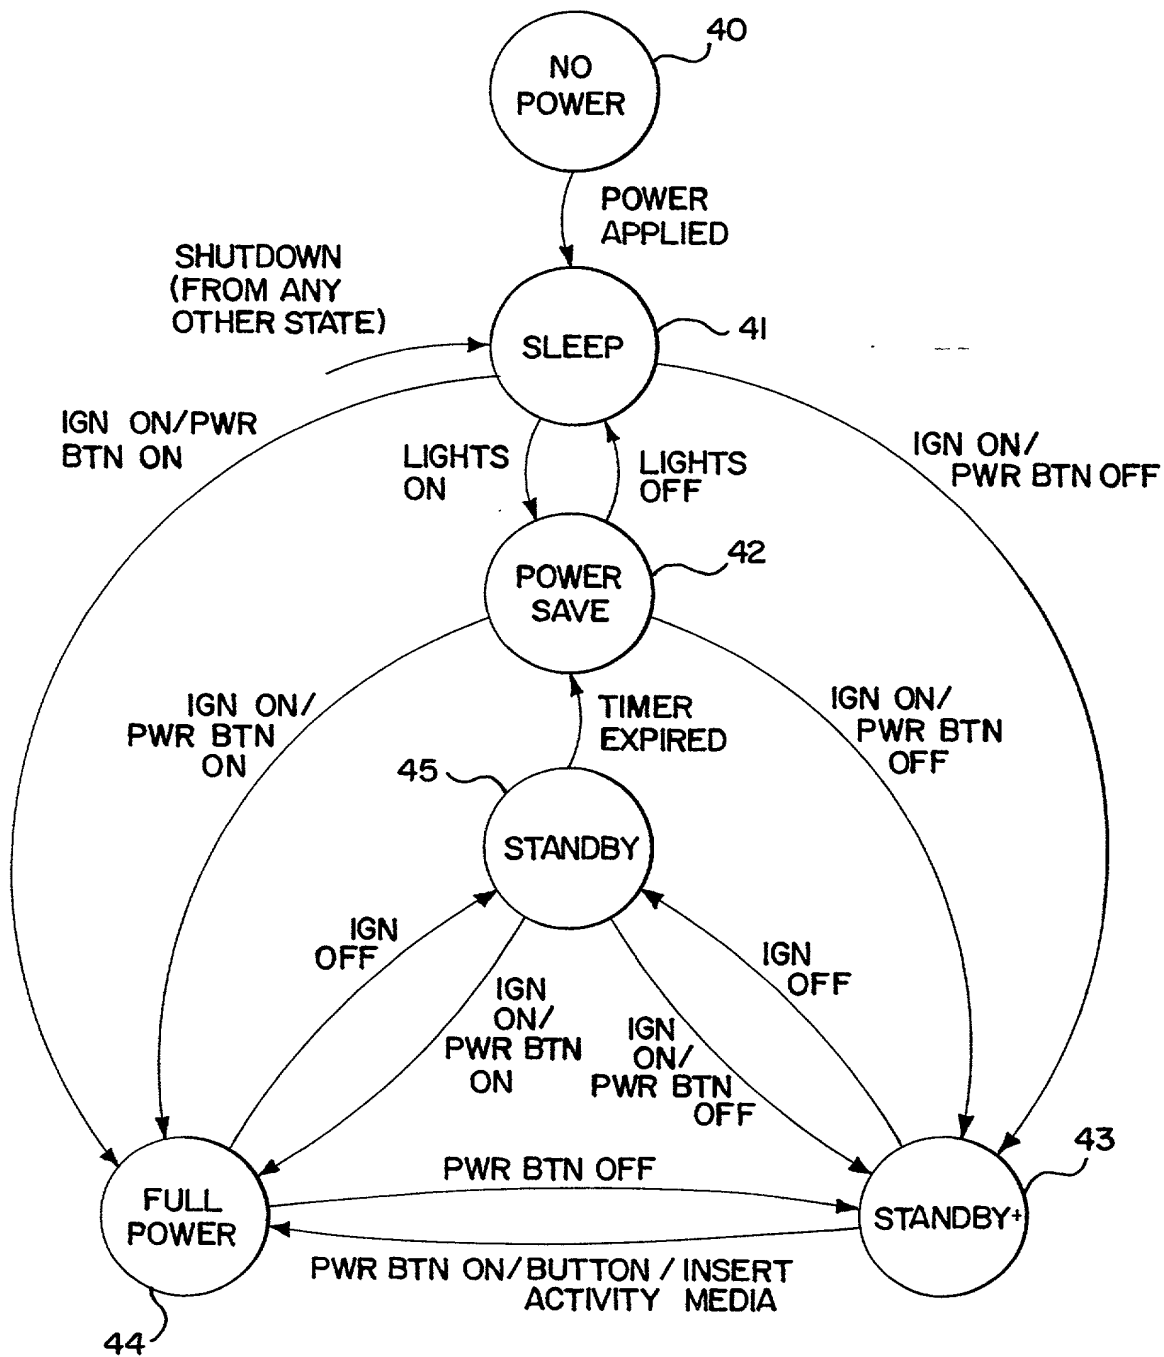 40
NO
POWER
POWER
APPLIED
SHUTDOWN
(FROM ANY
OTHER STATE)
SLEEP
41
IGN ON/PWR
BTN ON
LIGHTS
ON
LIGHTS
OFF
IGN ON/
PWR BTN OFF
42
POWER
SAVE
IGN ON/
PWR BTN
ON
TIMER
EXPIRED
IGN ON/
PWR BTN
OFF
45
STANDBY
IGN
OFF
IGN
ON/
PWR BTN
ON
IGN
ON/
PWR BTN
OFF
IGN
OFF
43
FULL
POWER
PWR BTN OFF
STANDBY+
PWR BTN ON/BUTTON/INSERT
ACTIVITY MEDIA
44